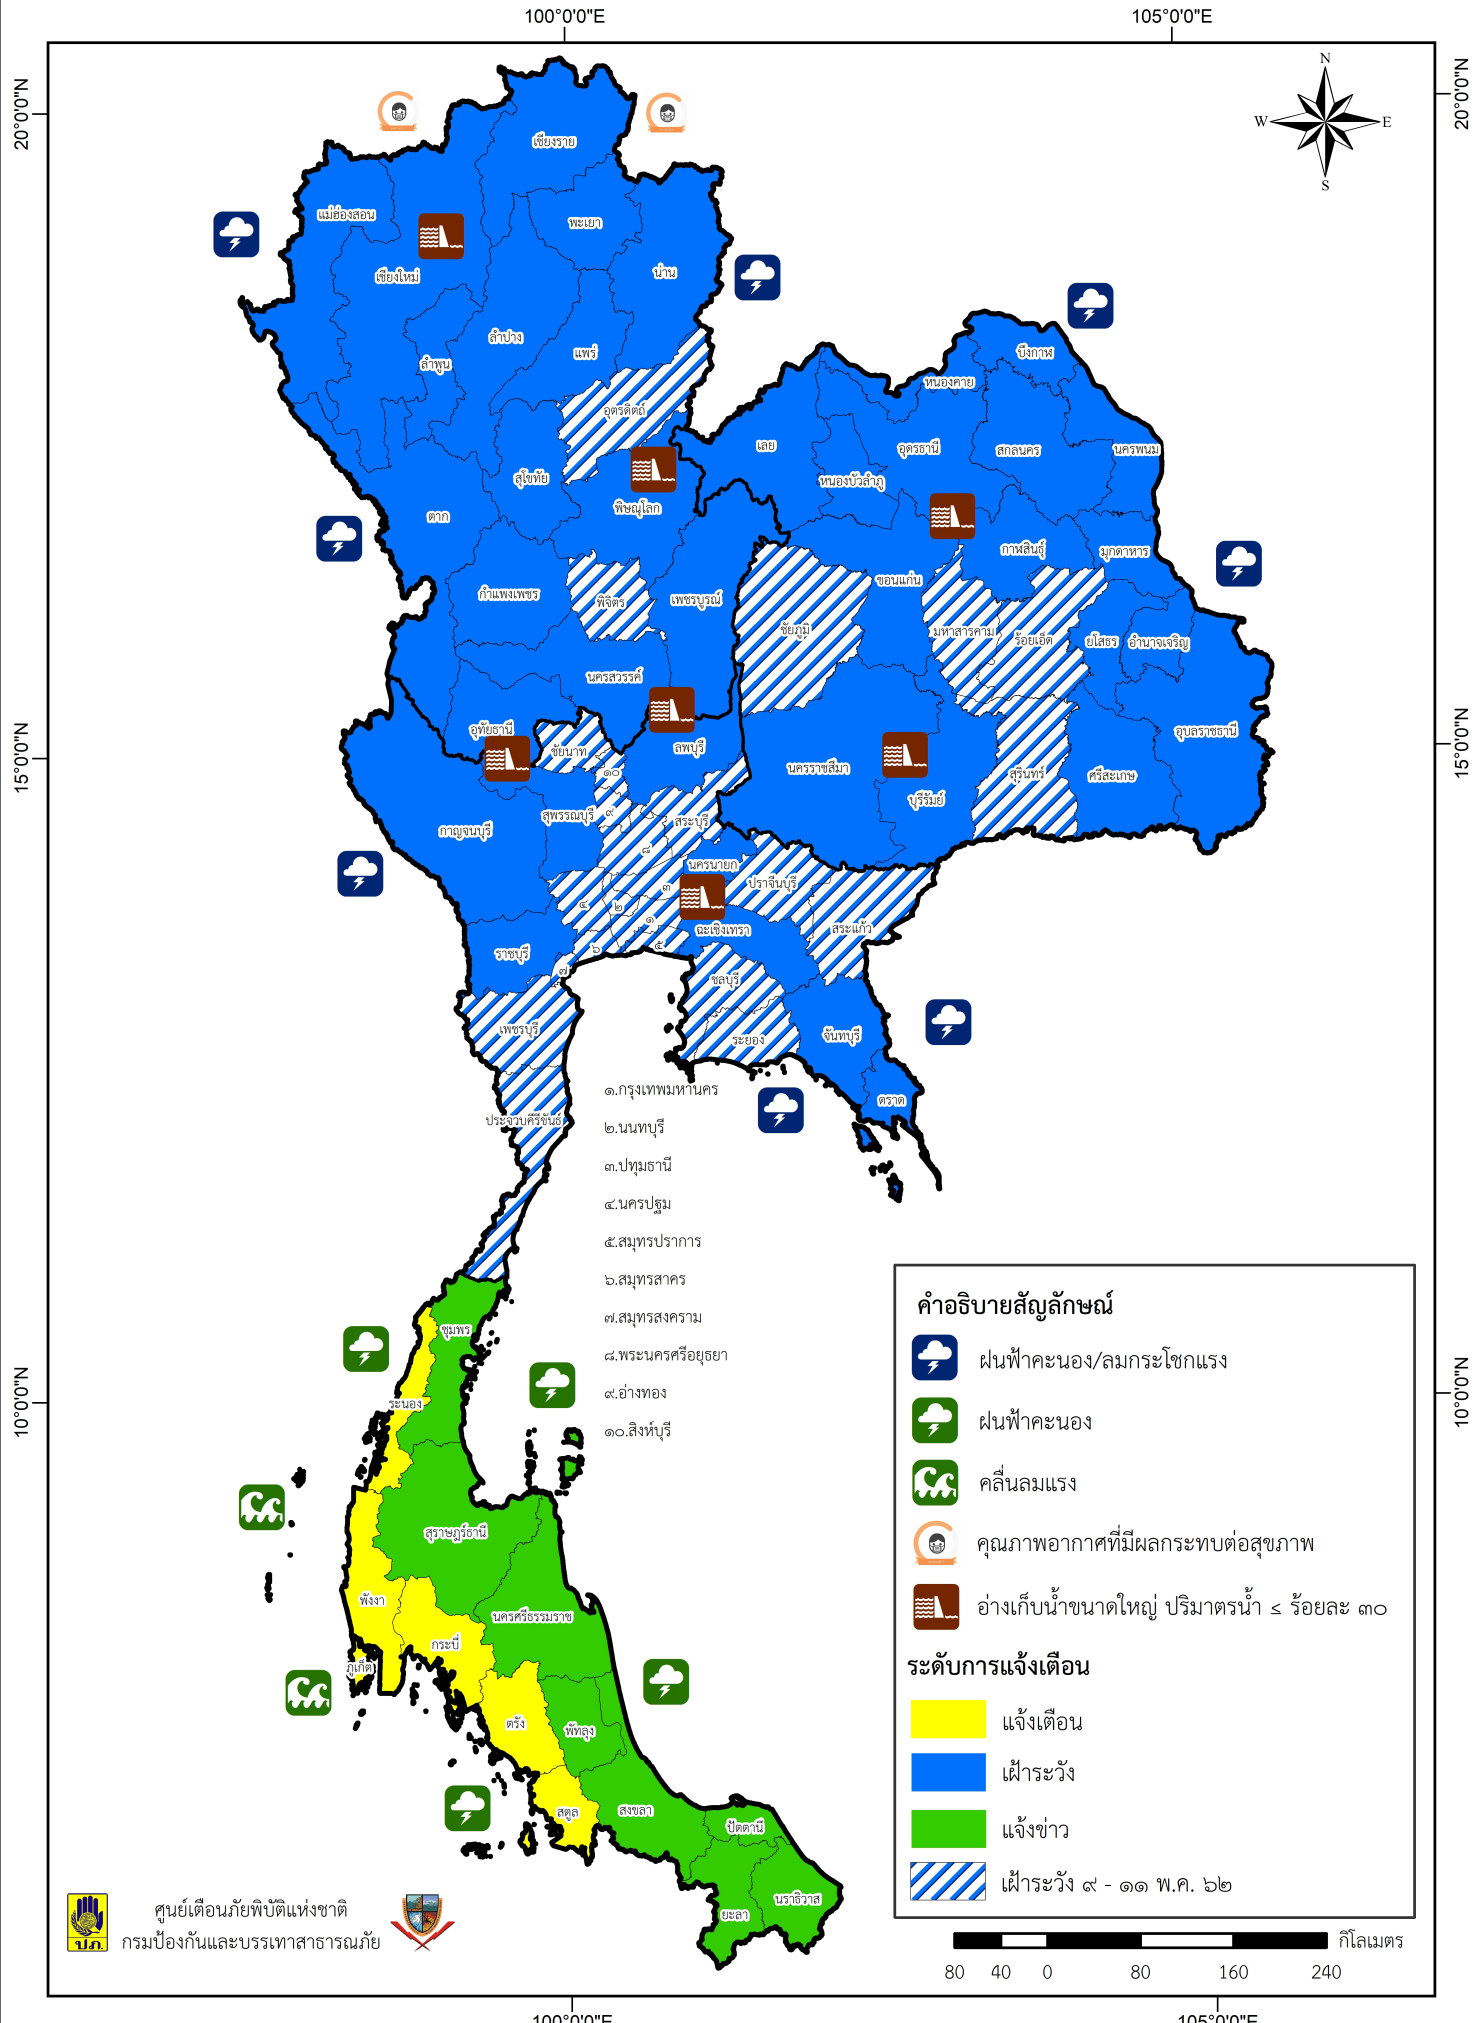 100°0'0"E
105°0'0"E
20°0'0"N
20°0'0"N
N
W
E
S
เชียงราย
แม่ฮ่องสอน
พะเยา
น่าน
เชียงใหม่
ลำปาง
แพร่
ลำพูน
บึงกาฬ
หนองคาย
อุตรดิตถ์
เลย
อุดรธานี
สกลนคร
นครพนม
สุโขทัย
หนองบัวลำภู
พิษณุโลก
ตาก
กาฬสินธุ์
มุกดาหาร
ขอนแก่น
กำแพงเพชร
พิจิตร
เพชรบูรณ์
ชัยภูมิ
มหาสารคาม
ร้อยเอ็ด
ยโสธร
อำนาจเจริญ
นครสวรรค์
อุทัยธานี
ชัยนาท
ลพบุรี
อุบลราชธานี
15°0'0"N
15°0'0"N
๑๐
นครราชสีมา
สุรินทร์
ศรีสะเกษ
บุรีรัมย์
สุพรรณบุรี
๙
สระบุรี
กาญจนบุรี
๘
นครนายก
ปราจีนบุรี
๓
๔
๒
๑
ฉะเชิงเทรา
สระแก้ว
๖
๕
ราชบุรี
๗
ชลบุรี
เพชรบุรี
ระยอง
จันทบุรี
ตราด
ประจวบคีรีขันธ์
๑.กรุงเทพมหานคร
๒.นนทบุรี
๓.ปทุมธานี
๔.นครปฐม
๕.สมุทรปราการ
๖.สมุทรสาคร
๗.สมุทรสงคราม
๘.พระนครศรีอยุธยา
๙.อ่างทอง
๑๐.สิงห์บุรี
ชุมพร
ระนอง
10°0'0"N
10°0'0"N
สุราษฎร์ธานี
พังงา
นครศรีธรรมราช
กระบี่
ภูเก็ต
ตรัง
พัทลุง
สตูล
สงขลา
ปัตตานี
ยะลา
นราธิวาส
คำอธิบายสัญลักษณ์
ฝนฟ้าคะนอง/ลมกระโชกแรง
ฝนฟ้าคะนอง
คลื่นลมแรง
คุณภาพอากาศที่มีผลกระทบต่อสุขภาพ
อ่างเก็บน้ำขนาดใหญ่ ปริมาตรน้ำ ≤ ร้อยละ ๓๐
ระดับการแจ้งเตือน
แจ้งเตือน
เฝ้าระวัง
แจ้งข่าว
เฝ้าระวัง ๙ - ๑๑ พ.ค. ๖๒
ปภ.
ศูนย์เตือนภัยพิบัติแห่งชาติ
กรมป้องกันและบรรเทาสาธารณภัย
กิโลเมตร
80 40 0 80 160 240
100°0'0"E
105°0'0"E